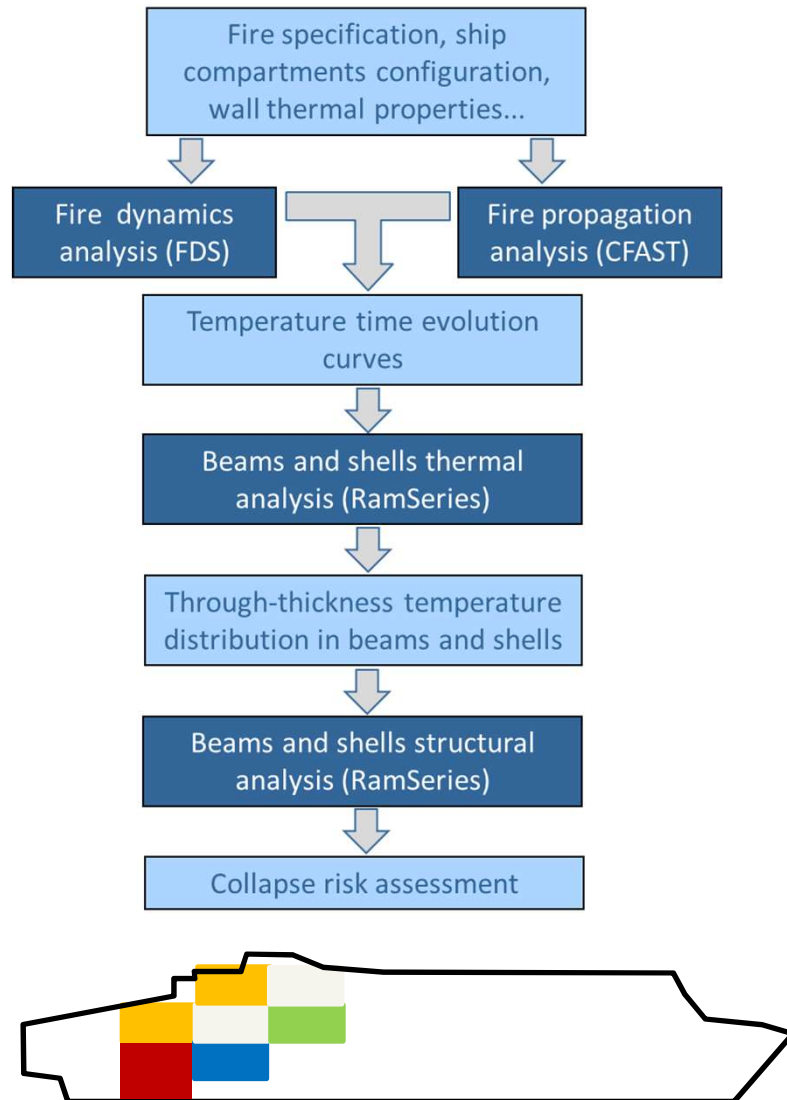 Fire specification, ship
compartments configuration,
wall thermal properties...
Fire dynamics
analysis (FDS)
Fire propagation
analysis (CFAST)
Temperature time evolution
curves
Beams and shells thermal
analysis (RamSeries)
Through-thickness temperature
distribution in beams and shells
Beams and shells structural
analysis (RamSeries)
Collapse risk assessment